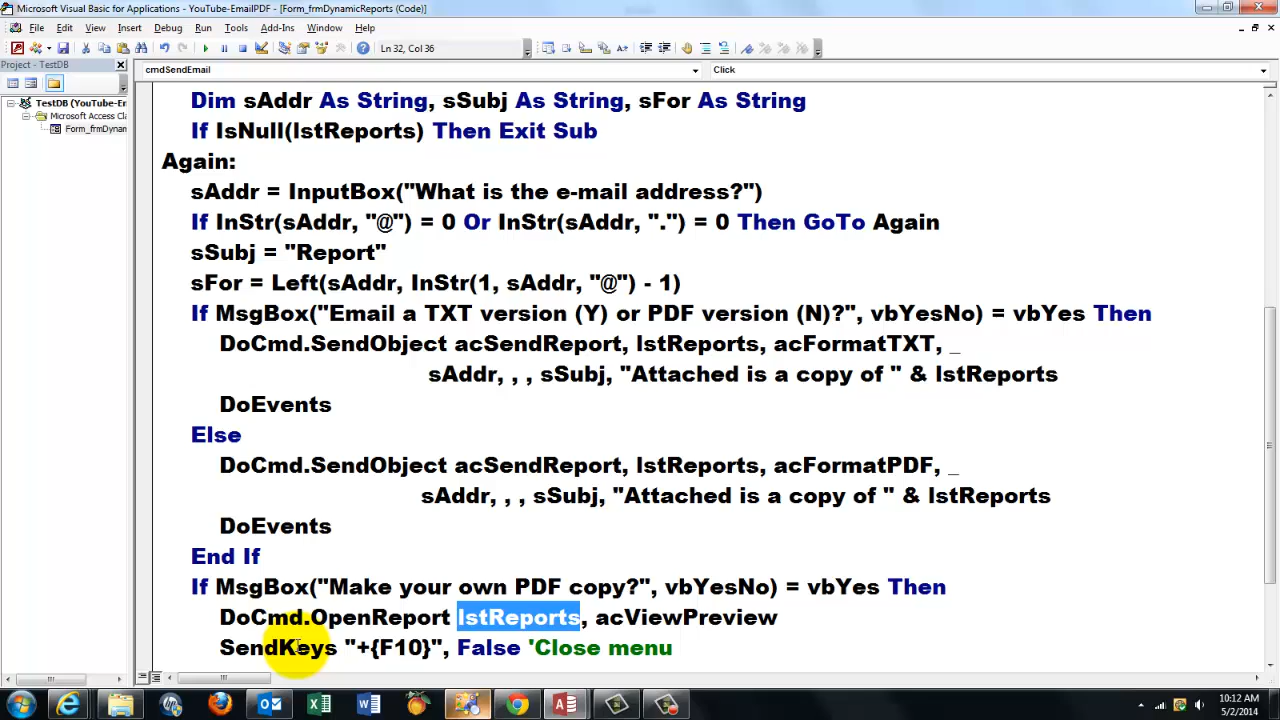 Microsoft Visual Basic for Applications - YouTube-EmailPDF - [Form_frmDynamicReports (Code)]
File Edit View Insert Debug Run Tools Add-Ins Window Help
Ln 32, Col 36
Project - TestDB
cmdSendEmail
Click
TestDB (YouTube-Em
Microsoft Access Clas
Form_frmDynam
Dim sAddr As String, sSubj As String, sFor As String
If IsNull(lstReports) Then Exit Sub
Again:
sAddr = InputBox("What is the e-mail address?")
If InStr(sAddr, "@") = 0 Or InStr(sAddr, ".") = 0 Then GoTo Again
sSubj = "Report"
sFor = Left(sAddr, InStr(1, sAddr, "@") - 1)
If MsgBox("Email a TXT version (Y) or PDF version (N)?", vbYesNo) = vbYes Then
DoCmd.SendObject acSendReport, lstReports, acFormatTXT, _
sAddr, , , sSubj, "Attached is a copy of " & lstReports
DoEvents
Else
DoCmd.SendObject acSendReport, lstReports, acFormatPDF, _
sAddr, , , sSubj, "Attached is a copy of " & lstReports
DoEvents
End If
If MsgBox("Make your own PDF copy?", vbYesNo) = vbYes Then
DoCmd.OpenReport lstReports, acViewPreview
SendKeys "+{F10}", False 'Close menu
10:12 AM
5/2/2014